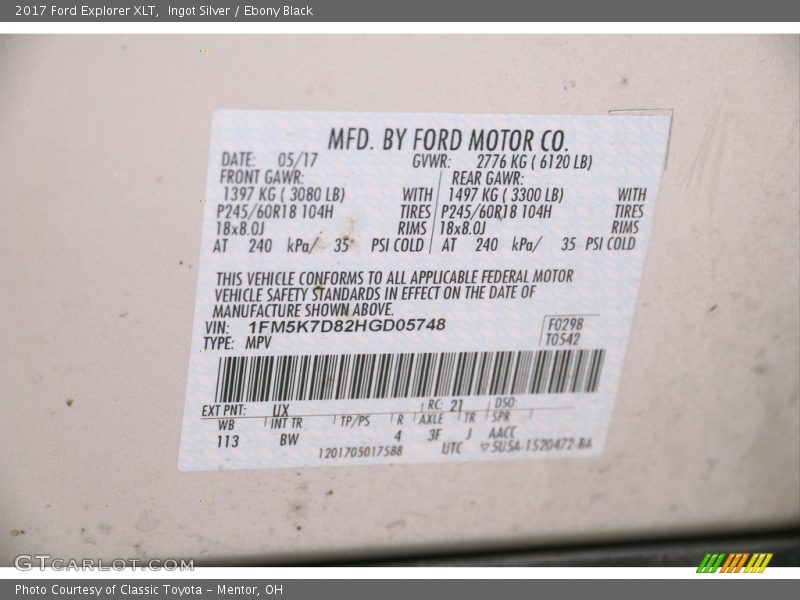 2017 Ford Explorer XLT, Ingot Silver / Ebony Black
MFD. BY FORD MOTOR CO.
DATE: 05/17 GVWR: 2776 KG ( 6120 LB)
FRONT GAWR: REAR GAWR:
1397 KG ( 3080 LB) WITH 1497 KG ( 3300 LB) WITH
P245/60R18 104H TIRES P245/60R18 104H TIRES
18x8.0J RIMS 18x8.0J RIMS
AT 240 kPa/ 35 PSI COLD AT 240 kPa/ 35 PSI COLD
THIS VEHICLE CONFORMS TO ALL APPLICABLE FEDERAL MOTOR
VEHICLE SAFETY STANDARDS IN EFFECT ON THE DATE OF
MANUFACTURE SHOWN ABOVE.
VIN: 1FM5K7D82HGD05748 F0298
TYPE: MPV T0542
EXT PNT: UX RC: 21 DSO:
WB INT TR TP/PS R AXLE TR SPR
113 BW 4 3F J AACC
1201705017588 UTC ▽SU5A-1520472-BA
GTCARLOT.COM
Photo Courtesy of Classic Toyota - Mentor, OH